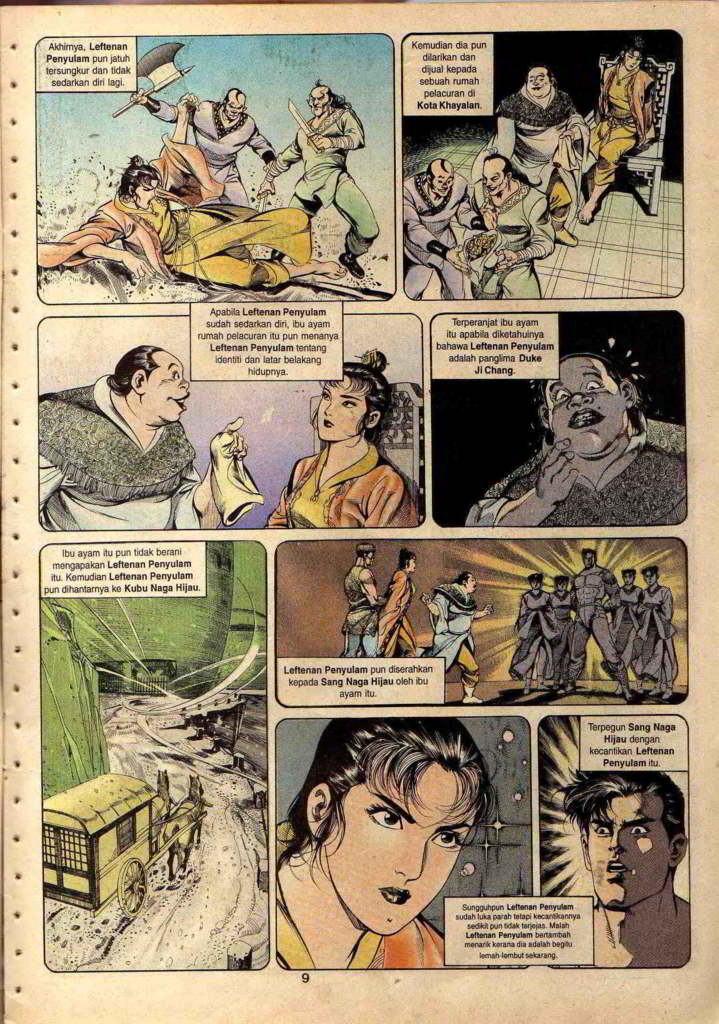 Akhirnya, Leftenan
Penyulam pun jatuh
tersungkur dan tidak
sedarkan diri lagi.
Kemudian dia pun
dilarikan dan
dijual kepada
sebuah rumah
pelacuran di
Kota Khayalan.
Apabila Leftenan Penyulam
sudah sedarkan diri, ibu ayam
rumah pelacuran itu pun menanya
Leftenan Penyulam tentang
identiti dan latar belakang
hidupnya.
Terperanjat ibu ayam
itu apabila diketahuinya
bahawa Leftenan Penyulam
adalah panglima Duke
Ji Chang.
Ibu ayam itu pun tidak berani
mengapakan Leftenan Penyulam
itu. Kemudian Leftenan Penyulam
pun dihantarnya ke Kubu Naga Hijau.
Leftenan Penyulam pun diserahkan
kepada Sang Naga Hijau oleh ibu
ayam itu.
Sungguhpun Leftenan Penyulam
sudah luka parah tetapi kecantikannya
sedikit pun tidak terjejas. Malah
Leftenan Penyulam bertambah
menarik kerana dia adalah begitu
lemah-lembut sekarang.
Terpegun Sang Naga
Hijau dengan
kecantikan Leftenan
Penyulam itu.
9